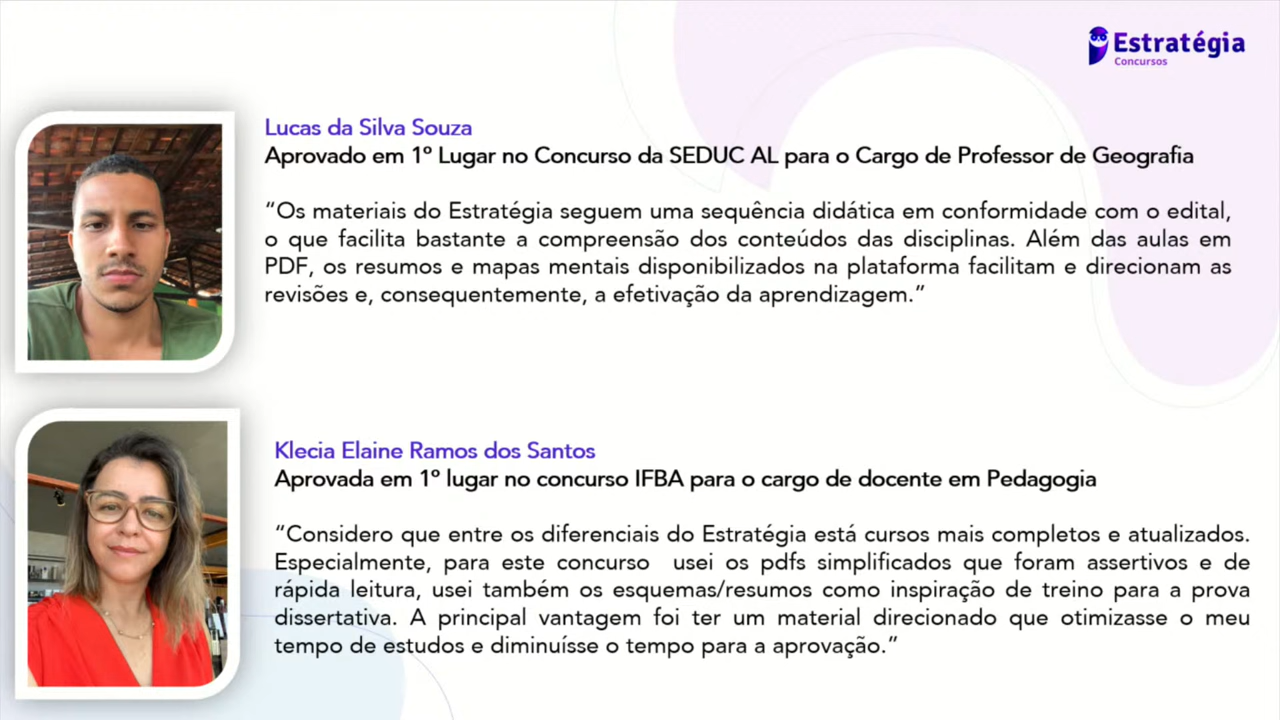 Estratégia
Concursos
Lucas da Silva Souza
Aprovado em 1º Lugar no Concurso da SEDUC AL para o Cargo de Professor de Geografia
“Os materiais do Estratégia seguem uma sequência didática em conformidade com o edital,
o que facilita bastante a compreensão dos conteúdos das disciplinas. Além das aulas em
PDF, os resumos e mapas mentais disponibilizados na plataforma facilitam e direcionam as
revisões e, consequentemente, a efetivação da aprendizagem.”
Klecia Elaine Ramos dos Santos
Aprovada em 1º lugar no concurso IFBA para o cargo de docente em Pedagogia
“Considero que entre os diferenciais do Estratégia está cursos mais completos e atualizados.
Especialmente, para este concurso usei os pdfs simplificados que foram assertivos e de
rápida leitura, usei também os esquemas/resumos como inspiração de treino para a prova
dissertativa. A principal vantagem foi ter um material direcionado que otimizasse o meu
tempo de estudos e diminuísse o tempo para a aprovação.”